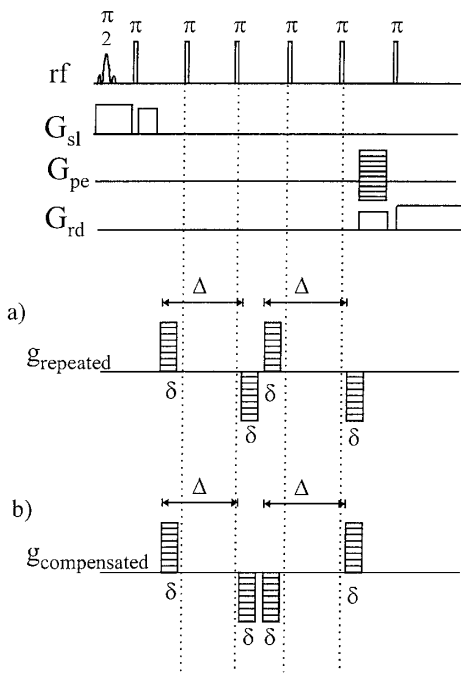 π
2 π π π π π π
rf
G_sl
G_pe
G_rd
Δ Δ
a)
g_repeated
δ δ
δ δ
Δ Δ
b)
g_compensated
δ δ
δ δ